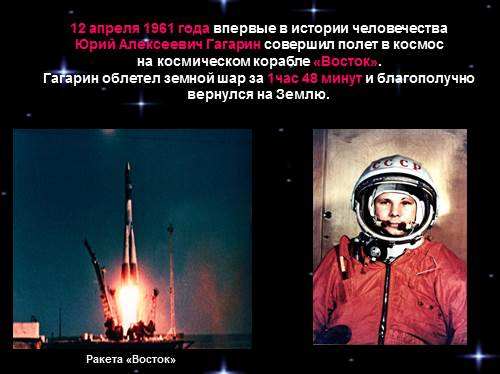 12 апреля 1961 года впервые в истории человечества
Юрий Алексеевич Гагарин совершил полет в космос
на космическом корабле «Восток».
Гагарин облетел земной шар за 1час 48 минут и благополучно
вернулся на Землю.
СССР
Ракета «Восток»